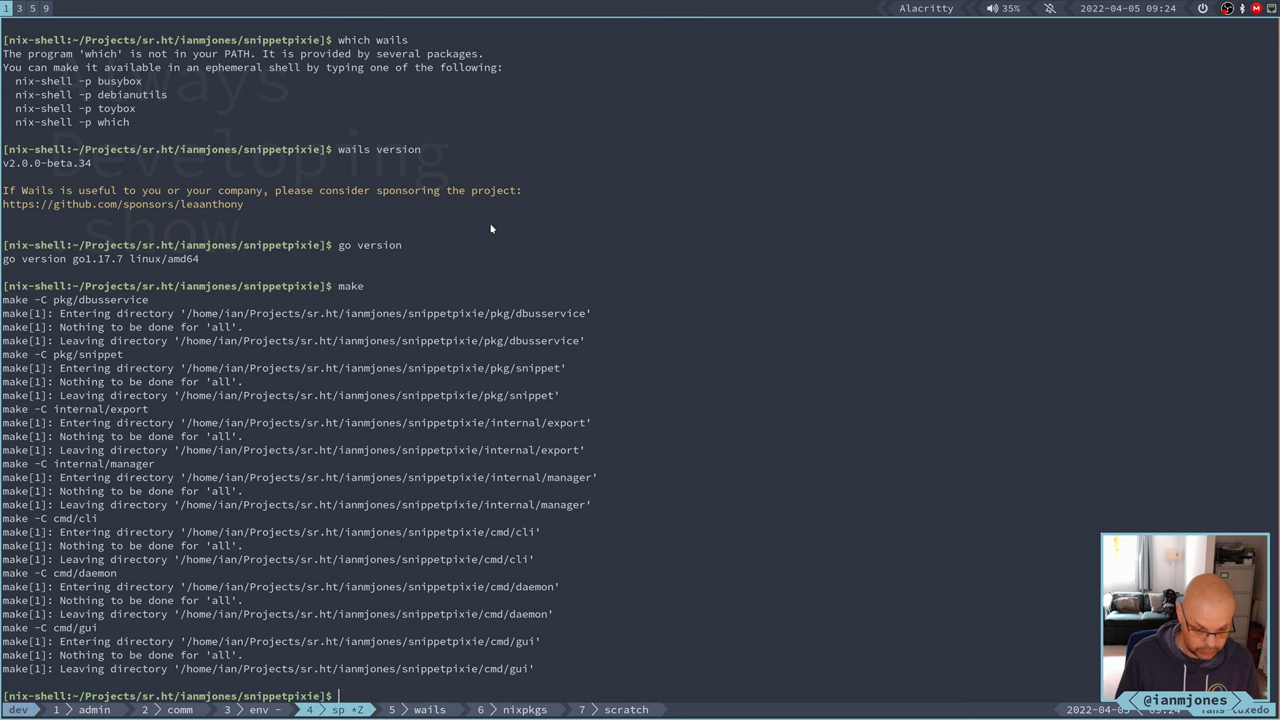 1 3 5 9
Alacritty
35%
2022-04-05 09:24
[nix-shell:~/Projects/sr.ht/ianmjones/snippetpixie]$ which wails
The program 'which' is not in your PATH. It is provided by several packages.
You can make it available in an ephemeral shell by typing one of the following:
nix-shell -p busybox
nix-shell -p debianutils
nix-shell -p toybox
nix-shell -p which
Developing
show
[nix-shell:~/Projects/sr.ht/ianmjones/snippetpixie]$ wails version
v2.0.0-beta.34
If Wails is useful to you or your company, please consider sponsoring the project:
https://github.com/sponsors/leaanthony
[nix-shell:~/Projects/sr.ht/ianmjones/snippetpixie]$ go version
go version go1.17.7 linux/amd64
[nix-shell:~/Projects/sr.ht/ianmjones/snippetpixie]$ make
make -C pkg/dbusservice
make[1]: Entering directory '/home/ian/Projects/sr.ht/ianmjones/snippetpixie/pkg/dbusservice'
make[1]: Nothing to be done for 'all'.
make[1]: Leaving directory '/home/ian/Projects/sr.ht/ianmjones/snippetpixie/pkg/dbusservice'
make -C pkg/snippet
make[1]: Entering directory '/home/ian/Projects/sr.ht/ianmjones/snippetpixie/pkg/snippet'
make[1]: Nothing to be done for 'all'.
make[1]: Leaving directory '/home/ian/Projects/sr.ht/ianmjones/snippetpixie/pkg/snippet'
make -C internal/export
make[1]: Entering directory '/home/ian/Projects/sr.ht/ianmjones/snippetpixie/internal/export'
make[1]: Nothing to be done for 'all'.
make[1]: Leaving directory '/home/ian/Projects/sr.ht/ianmjones/snippetpixie/internal/export'
make -C internal/manager
make[1]: Entering directory '/home/ian/Projects/sr.ht/ianmjones/snippetpixie/internal/manager'
make[1]: Nothing to be done for 'all'.
make[1]: Leaving directory '/home/ian/Projects/sr.ht/ianmjones/snippetpixie/internal/manager'
make -C cmd/cli
make[1]: Entering directory '/home/ian/Projects/sr.ht/ianmjones/snippetpixie/cmd/cli'
make[1]: Nothing to be done for 'all'.
make[1]: Leaving directory '/home/ian/Projects/sr.ht/ianmjones/snippetpixie/cmd/cli'
make -C cmd/daemon
make[1]: Entering directory '/home/ian/Projects/sr.ht/ianmjones/snippetpixie/cmd/daemon'
make[1]: Nothing to be done for 'all'.
make[1]: Leaving directory '/home/ian/Projects/sr.ht/ianmjones/snippetpixie/cmd/daemon'
make -C cmd/gui
make[1]: Entering directory '/home/ian/Projects/sr.ht/ianmjones/snippetpixie/cmd/gui'
make[1]: Nothing to be done for 'all'.
make[1]: Leaving directory '/home/ian/Projects/sr.ht/ianmjones/snippetpixie/cmd/gui'
[nix-shell:~/Projects/sr.ht/ianmjones/snippetpixie]$
@ianmjones
dev 1 admin 2 comm 3 env - 4 sp *Z 5 wails 6 nixpkgs 7 scratch